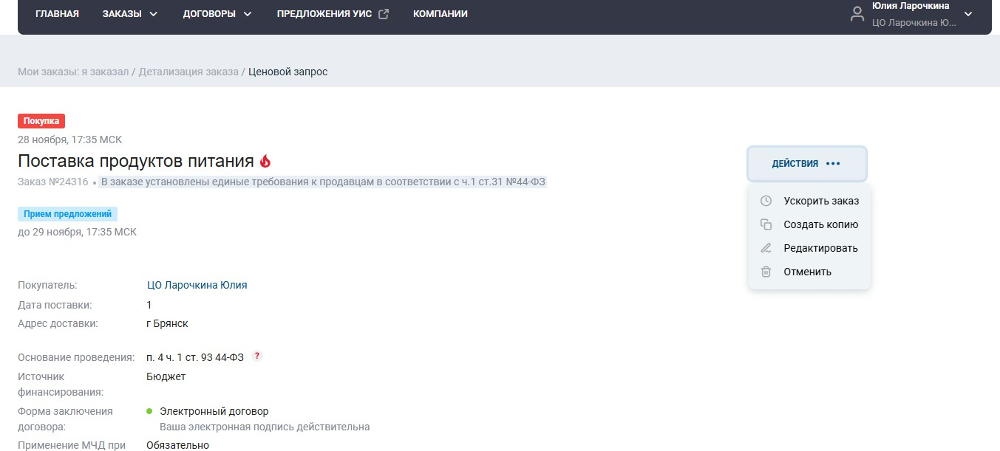 ГЛАВНАЯ ЗАКАЗЫ ДОГОВОРЫ ПРЕДЛОЖЕНИЯ УИС КОМПАНИИ
Юлия Ларочкина
ЦО Ларочкина Ю...
Мои заказы: я заказал / Детализация заказа / Ценовой запрос
Покупка
28 ноября, 17:35 МСК
Поставка продуктов питания
Заказ №24316 • В заказе установлены единые требования к продавцам в соответствии с ч.1 ст.31 №44-ФЗ
Прием предложений
до 29 ноября, 17:35 МСК
ДЕЙСТВИЯ •••
Ускорить заказ
Создать копию
Редактировать
Отменить
Покупатель: ЦО Ларочкина Юлия
Дата поставки: 1
Адрес доставки: г Брянск
Основание проведения: п. 4 ч. 1 ст. 93 44-ФЗ ?
Источник Бюджет
финансирования:
Форма заключения Электронный договор
договора: Ваша электронная подпись действительна
Применение МЧД при Обязательно